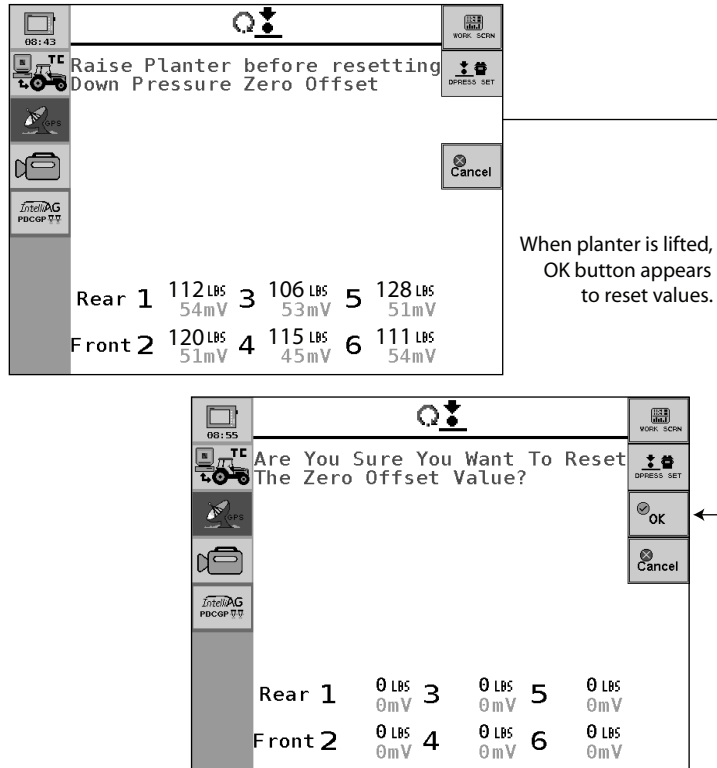 08:43
WORK SCRN
TC
Raise Planter before resetting
Down Pressure Zero Offset
DPRESS SET
GPS
Cancel
IntelliAG
PDCGP
When planter is lifted,
OK button appears
to reset values.
Rear 1 112 LBS 3 106 LBS 5 128 LBS
54mV 53mV 51mV
Front 2 120 LBS 4 115 LBS 6 111 LBS
51mV 45mV 54mV
08:55
WORK SCRN
TC
Are You Sure You Want To Reset
The Zero Offset Value?
DPRESS SET
GPS
OK
Cancel
IntelliAG
PDCGP
Rear 1 0 LBS 3 0 LBS 5 0 LBS
0mV 0mV 0mV
Front 2 0 LBS 4 0 LBS 6 0 LBS
0mV 0mV 0mV